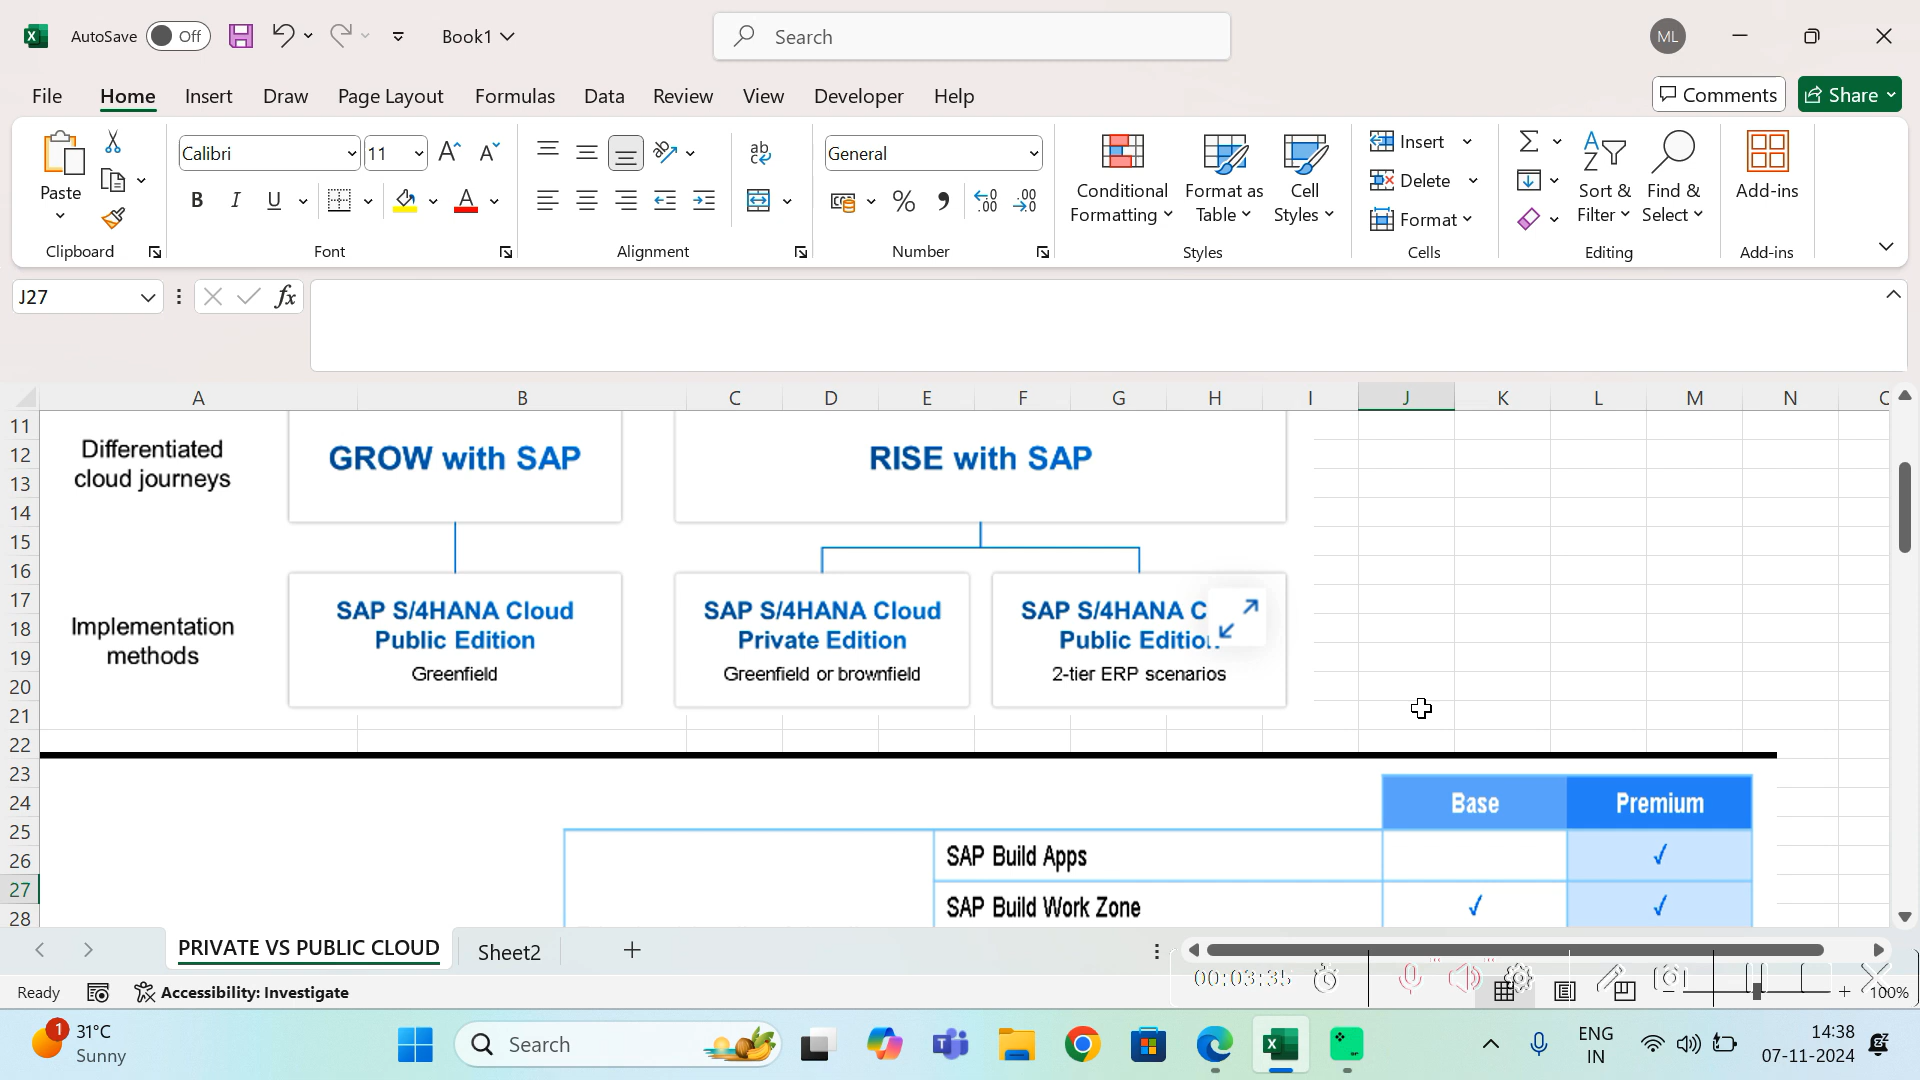 AutoSave Off Book1 Search ML
File Home Insert Draw Page Layout Formulas Data Review View Developer Help Comments Share
Paste
Clipboard
Calibri 11
B I U A
Font
ab
Alignment
General
% 
Number
Conditional Formatting
Format as Table
Cell Styles
Styles
Insert
Delete
Format
Cells
Sort & Filter
Find & Select
Editing
Add-ins
Add-ins
J27 fx
A B C D E F G H I J K L M N
11
12
13
14
15
16
17
18
19
20
21
22
23
24
25
26
27
28
Differentiated
cloud journeys
GROW with SAP
RISE with SAP
Implementation
methods
SAP S/4HANA Cloud
Public Edition
Greenfield
SAP S/4HANA Cloud
Private Edition
Greenfield or brownfield
SAP S/4HANA C
Public Edition
2-tier ERP scenarios
Base Premium
SAP Build Apps ✓
SAP Build Work Zone ✓ ✓
PRIVATE VS PUBLIC CLOUD Sheet2 +
00:03:35
Ready Accessibility: Investigate 100%
1 31°C
Sunny
Search
ENG
IN
14:38
07-11-2024